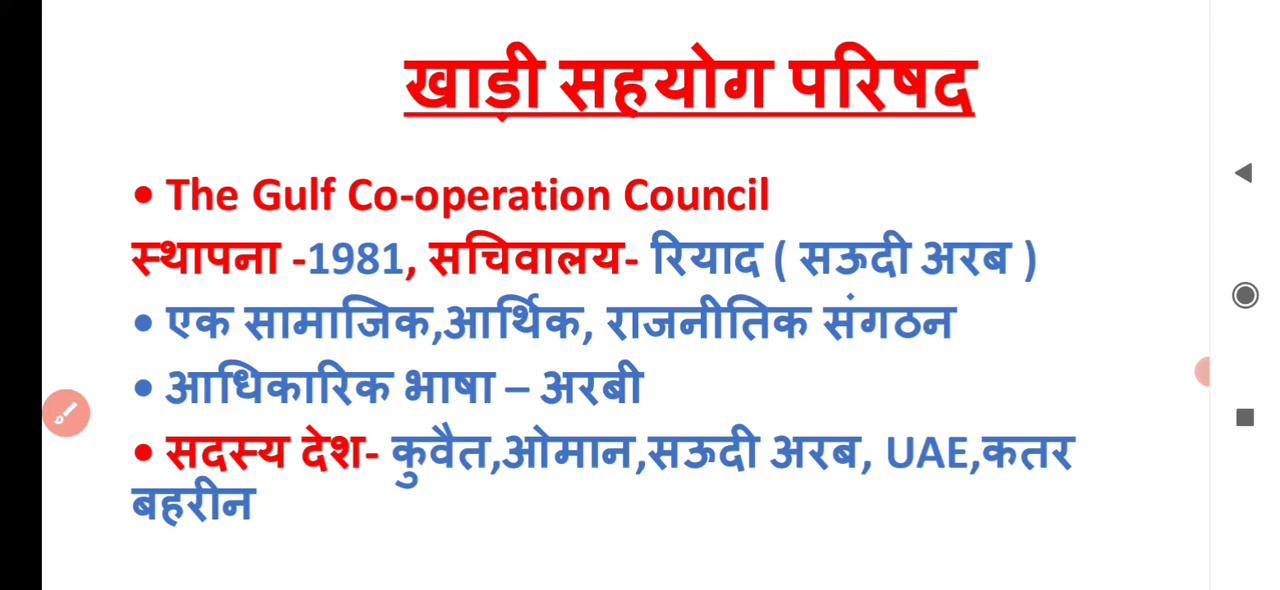 खाड़ी सहयोग परिषद
• The Gulf Co-operation Council
स्थापना -1981, सचिवालय- रियाद ( सऊदी अरब )
• एक सामाजिक,आर्थिक, राजनीतिक संगठन
• आधिकारिक भाषा – अरबी
• सदस्य देश- कुवैत,ओमान,सऊदी अरब, UAE,कतर
बहरीन